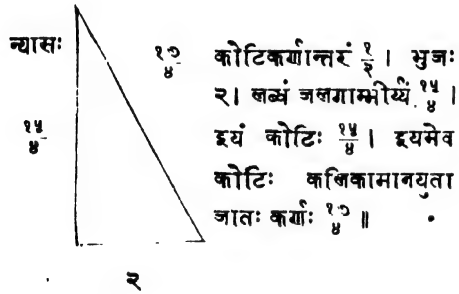 न्यासः
१७
४
कोटिकर्णान्तरं १/२ । भुजः
२। लब्धं जलगाम्भीर्य्यं १५/४ ।
१५
४
इयं कोटिः १५/४ । इयमेव
कोटिः कलिकामानयुता
जातः कर्णः १७/४ ॥
२